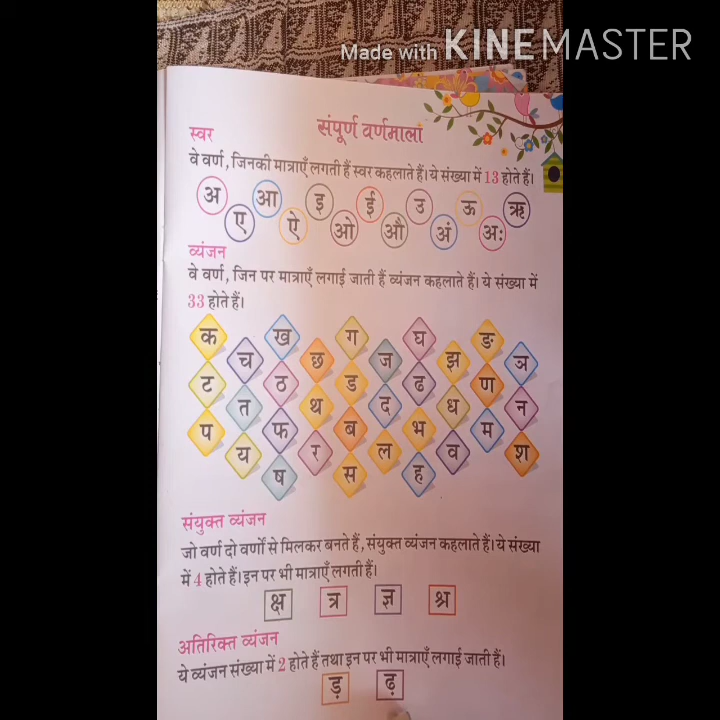 Made with KINEMASTER
संपूर्ण वर्णमाला
स्वर
वे वर्ण, जिनकी मात्राएँ लगती हैं स्वर कहलाते हैं। ये संख्या में 13 होते हैं।
अ आ इ ई उ ऊ ऋ
ए ऐ ओ औ अं अः
व्यंजन
वे वर्ण, जिन पर मात्राएँ लगाई जाती हैं व्यंजन कहलाते हैं। ये संख्या में
33 होते हैं।
क ख ग घ ङ
च छ ज झ ञ
ट ठ ड ढ ण
त थ द ध न
प फ ब भ म
य र ल व श
ष स ह
संयुक्त व्यंजन
जो वर्ण दो वर्णों से मिलकर बनते हैं, संयुक्त व्यंजन कहलाते हैं। ये संख्या
में 4 होते हैं। इन पर भी मात्राएँ लगती हैं।
क्ष त्र ज्ञ श्र
अतिरिक्त व्यंजन
ये व्यंजन संख्या में 2 होते हैं तथा इन पर भी मात्राएँ लगाई जाती हैं।
ड़ ढ़